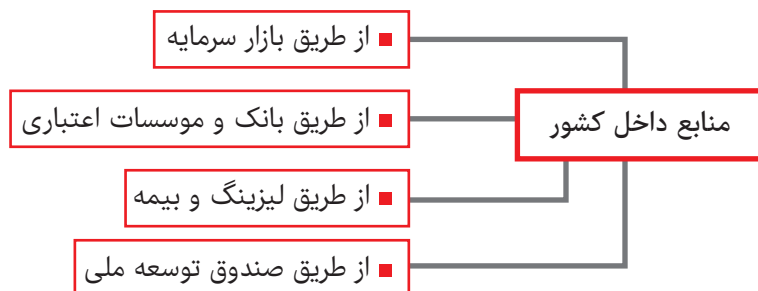 منابع داخل کشور
از طریق بازار سرمایه
از طریق بانک و موسسات اعتباری
از طریق لیزینگ و بیمه
از طریق صندوق توسعه ملی